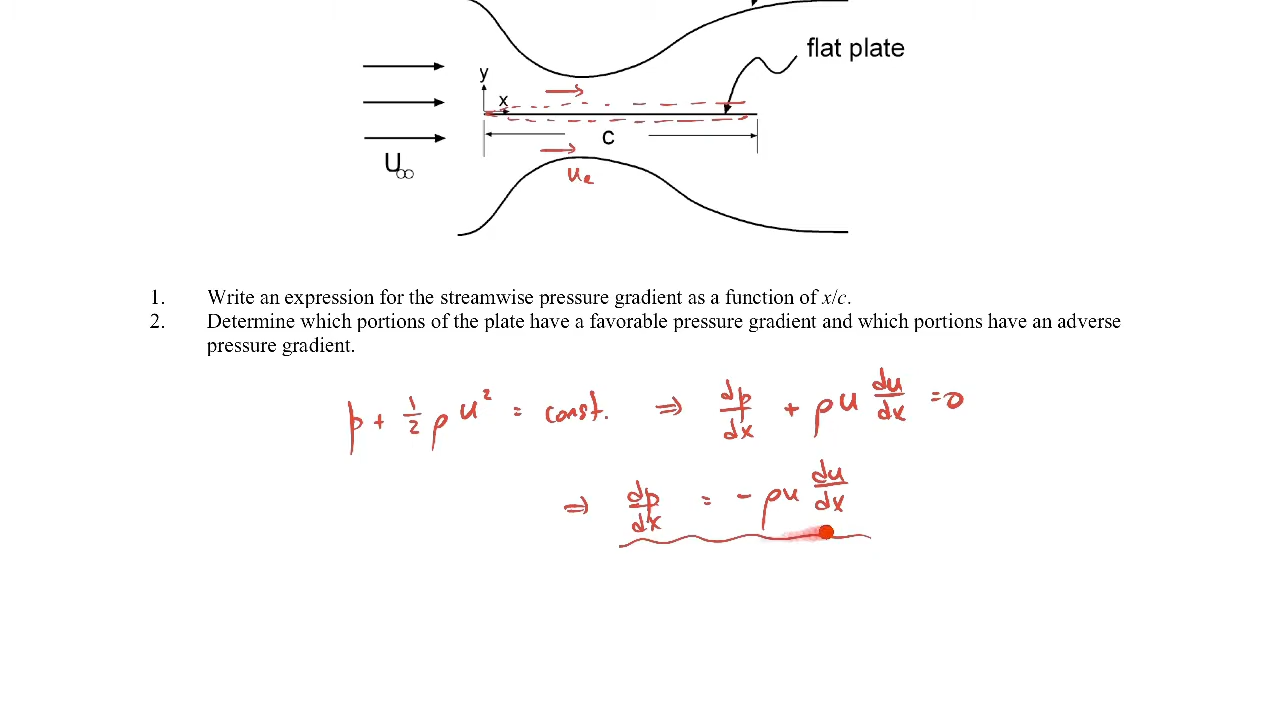 flat plate
y
x
c
U∞
uₑ
1. Write an expression for the streamwise pressure gradient as a function of x/c.
2. Determine which portions of the plate have a favorable pressure gradient and which portions have an adverse
pressure gradient.
p + 1/2 ρ u² = const. ⇒ dp/dx + ρu du/dx = 0
⇒ dp/dx = - ρu du/dx